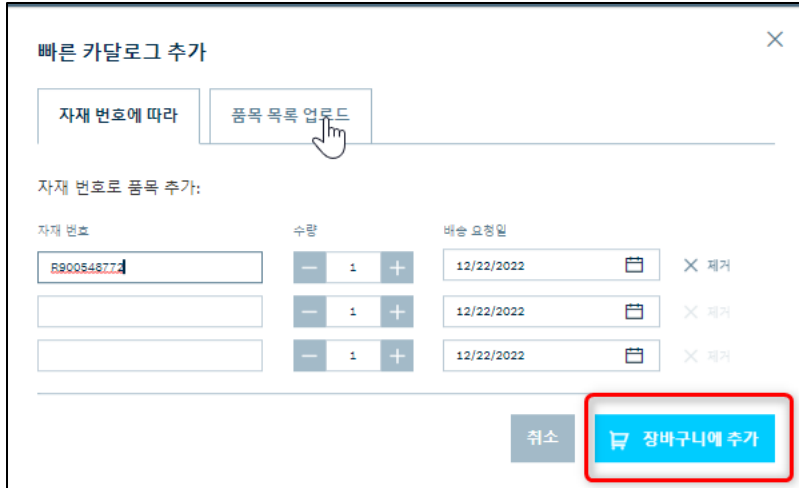 빠른 카달로그 추가
자재 번호에 따라
품목 목록 업로드
자재 번호로 품목 추가:
자재 번호 수량 배송 요청일
R900548772 1 12/22/2022 제거
1 12/22/2022 제거
1 12/22/2022 제거
취소 장바구니에 추가